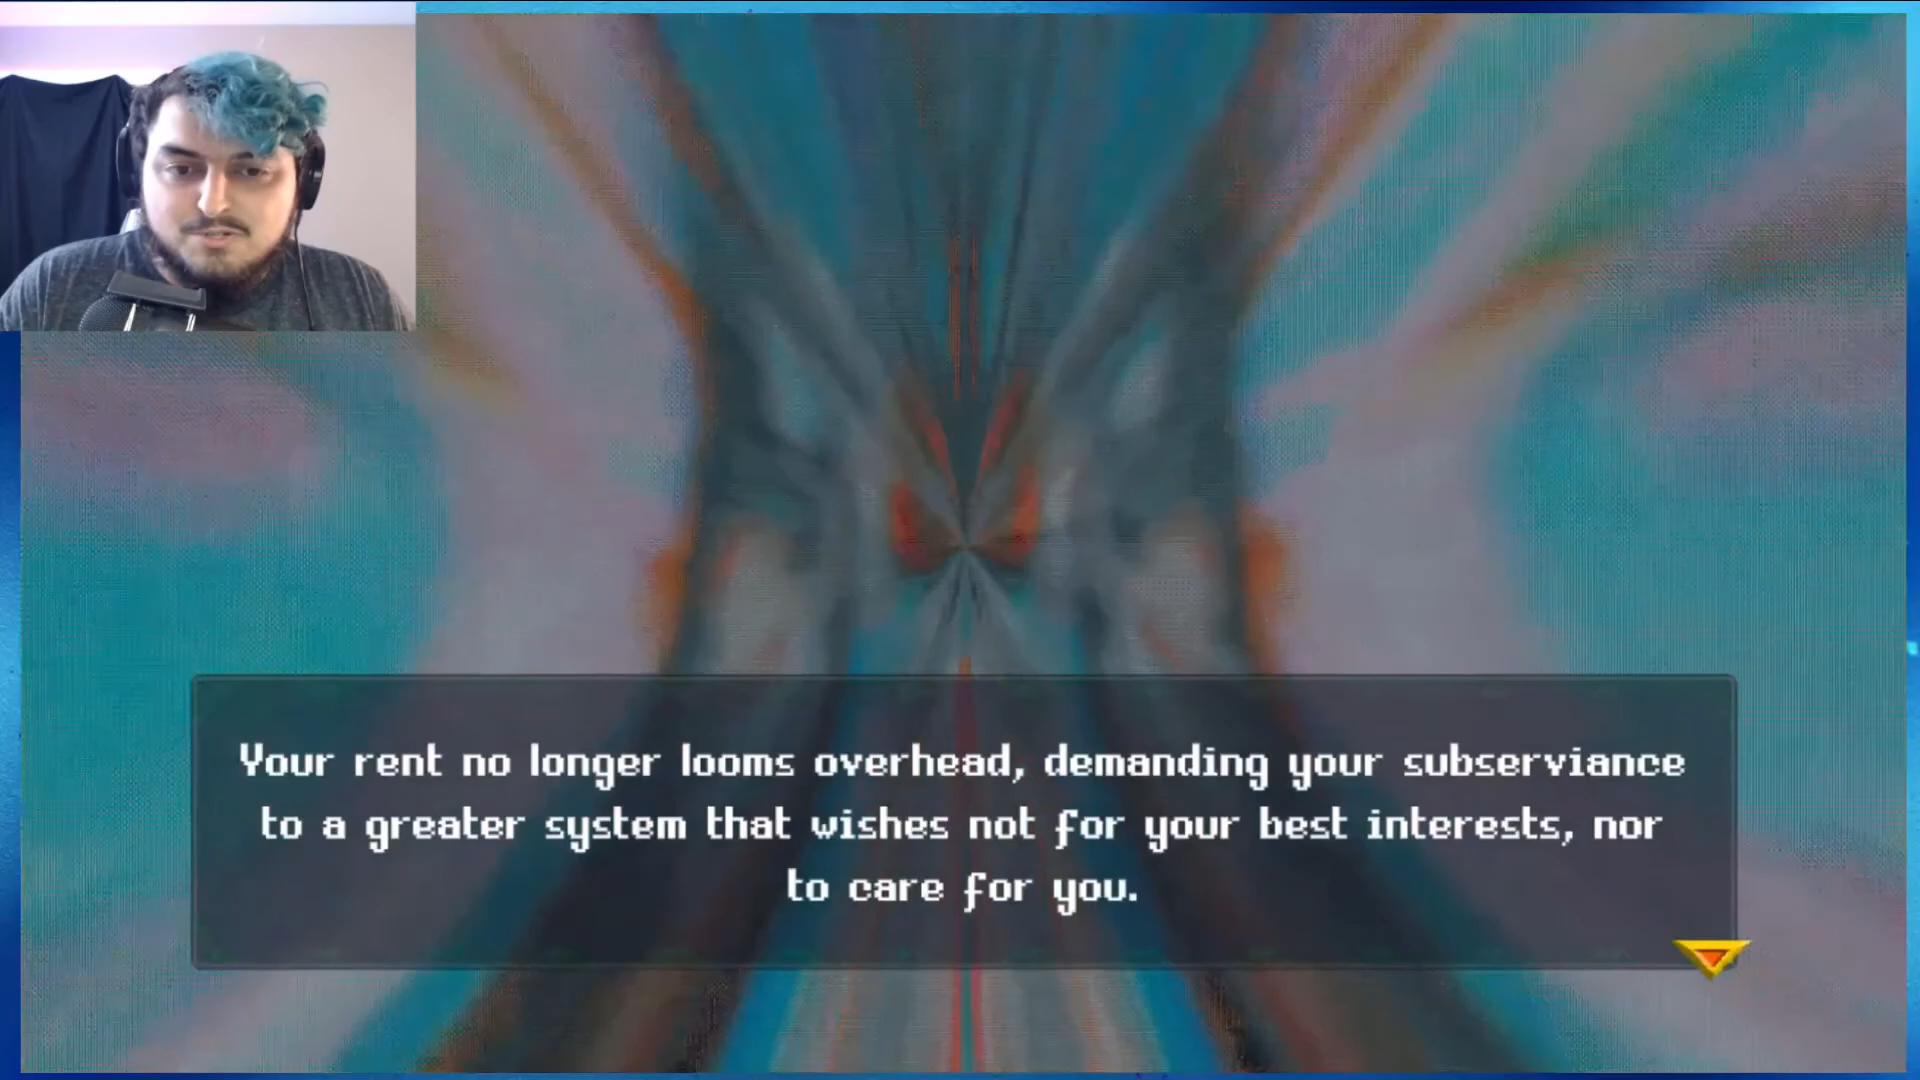 Your rent no longer looms overhead, demanding your subserviance
to a greater system that wishes not for your best interests, nor
to care for you.